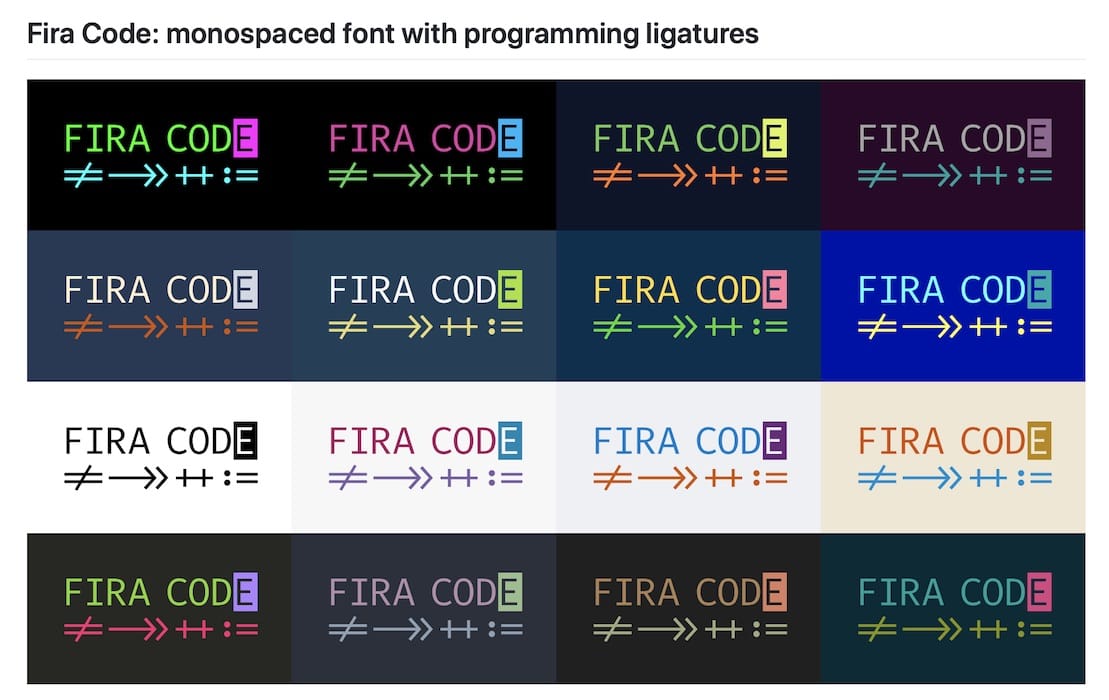 Fira Code: monospaced font with programming ligatures
FIRA CODE FIRA CODE FIRA CODE FIRA CODE
≠ ⟶» ++ := ≠ ⟶» ++ := ≠ ⟶» ++ := ≠ ⟶» ++ :=
FIRA CODE FIRA CODE FIRA CODE FIRA CODE
≠ ⟶» ++ := ≠ ⟶» ++ := ≠ ⟶» ++ := ≠ ⟶» ++ :=
FIRA CODE FIRA CODE FIRA CODE FIRA CODE
≠ ⟶» ++ := ≠ ⟶» ++ := ≠ ⟶» ++ := ≠ ⟶» ++ :=
FIRA CODE FIRA CODE FIRA CODE FIRA CODE
≠ ⟶» ++ := ≠ ⟶» ++ := ≠ ⟶» ++ := ≠ ⟶» ++ :=